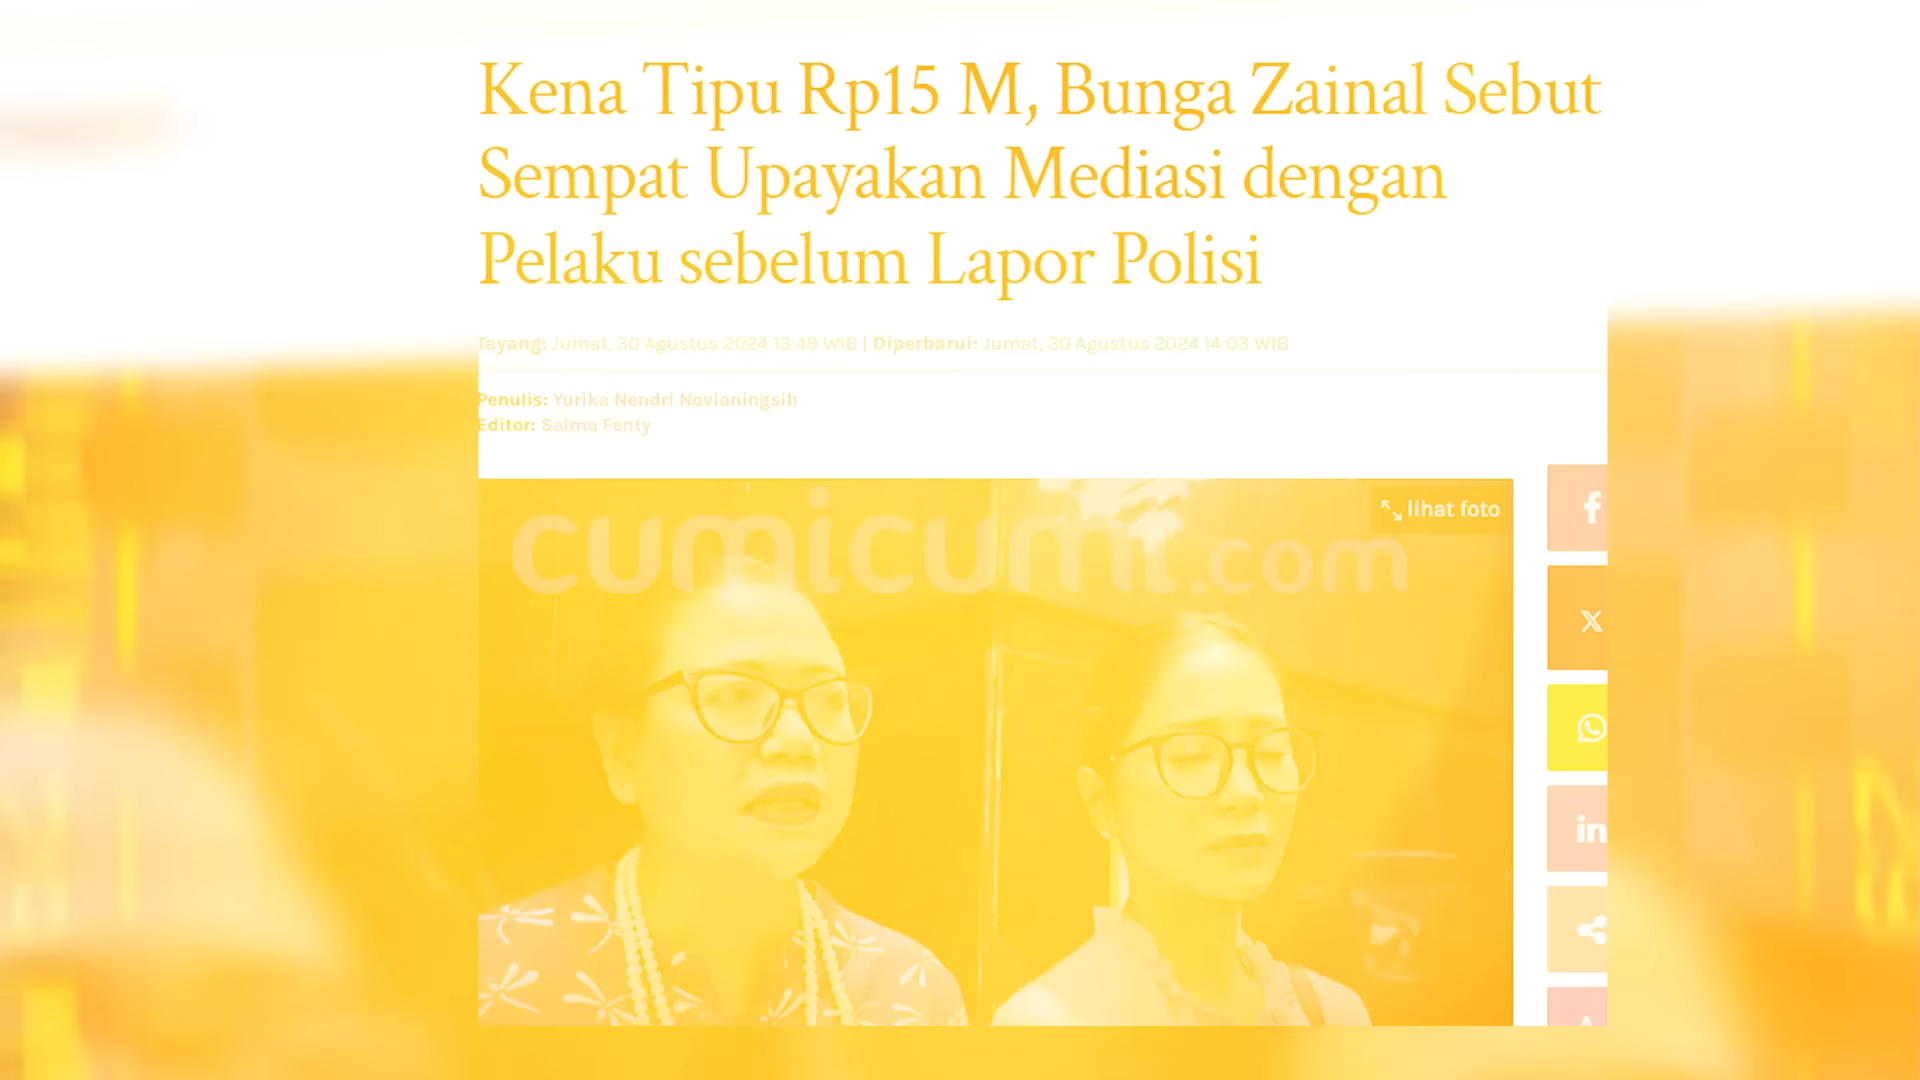 Kena Tipu Rp15 M, Bunga Zainal Sebut
Sempat Upayakan Mediasi dengan
Pelaku sebelum Lapor Polisi
Tayang: Jumat, 30 Agustus 2024 13:49 WIB | Diperbarui: Jumat, 30 Agustus 2024 14:03 WIB
Penulis: Yurika Nendri Novianingsih
Editor: Salma Fenty
lihat foto
cumicumi.com